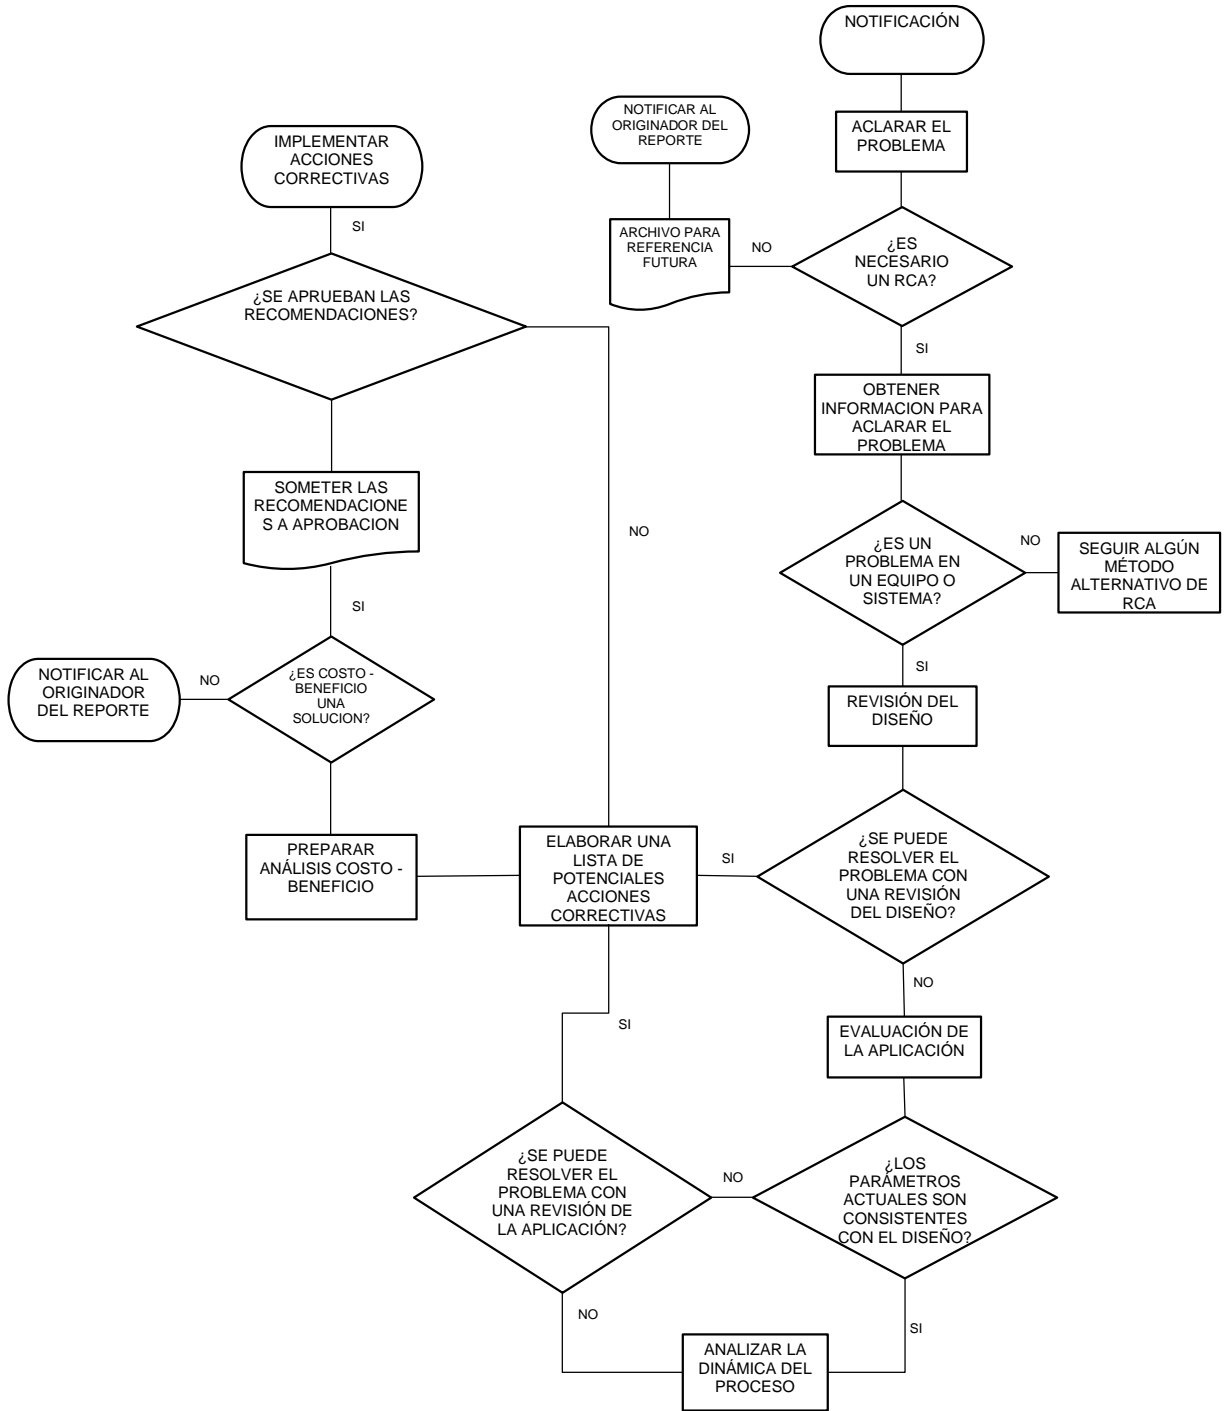 NOTIFICACIÓN
ACLARAR EL
PROBLEMA
¿ES
NECESARIO
UN RCA?
NO
ARCHIVO PARA
REFERENCIA
FUTURA
NOTIFICAR AL
ORIGINADOR DEL
REPORTE
SI
OBTENER
INFORMACION PARA
ACLARAR EL
PROBLEMA
¿ES UN
PROBLEMA EN
UN EQUIPO O
SISTEMA?
NO
SEGUIR ALGÚN
MÉTODO
ALTERNATIVO DE
RCA
SI
REVISIÓN DEL
DISEÑO
¿SE PUEDE
RESOLVER EL
PROBLEMA CON
UNA REVISIÓN
DEL DISEÑO?
SI
NO
EVALUACIÓN DE
LA APLICACIÓN
¿LOS
PARÁMETROS
ACTUALES SON
CONSISTENTES
CON EL DISEÑO?
NO
SI
ANALIZAR LA
DINÁMICA DEL
PROCESO
NO
¿SE PUEDE
RESOLVER EL
PROBLEMA CON
UNA REVISIÓN DE
LA APLICACIÓN?
SI
ELABORAR UNA
LISTA DE
POTENCIALES
ACCIONES
CORRECTIVAS
PREPARAR
ANÁLISIS COSTO -
BENEFICIO
¿ES COSTO -
BENEFICIO
UNA
SOLUCION?
NO
NOTIFICAR AL
ORIGINADOR
DEL REPORTE
SI
SOMETER LAS
RECOMENDACIONE
S A APROBACION
¿SE APRUEBAN LAS
RECOMENDACIONES?
NO
SI
IMPLEMENTAR
ACCIONES
CORRECTIVAS